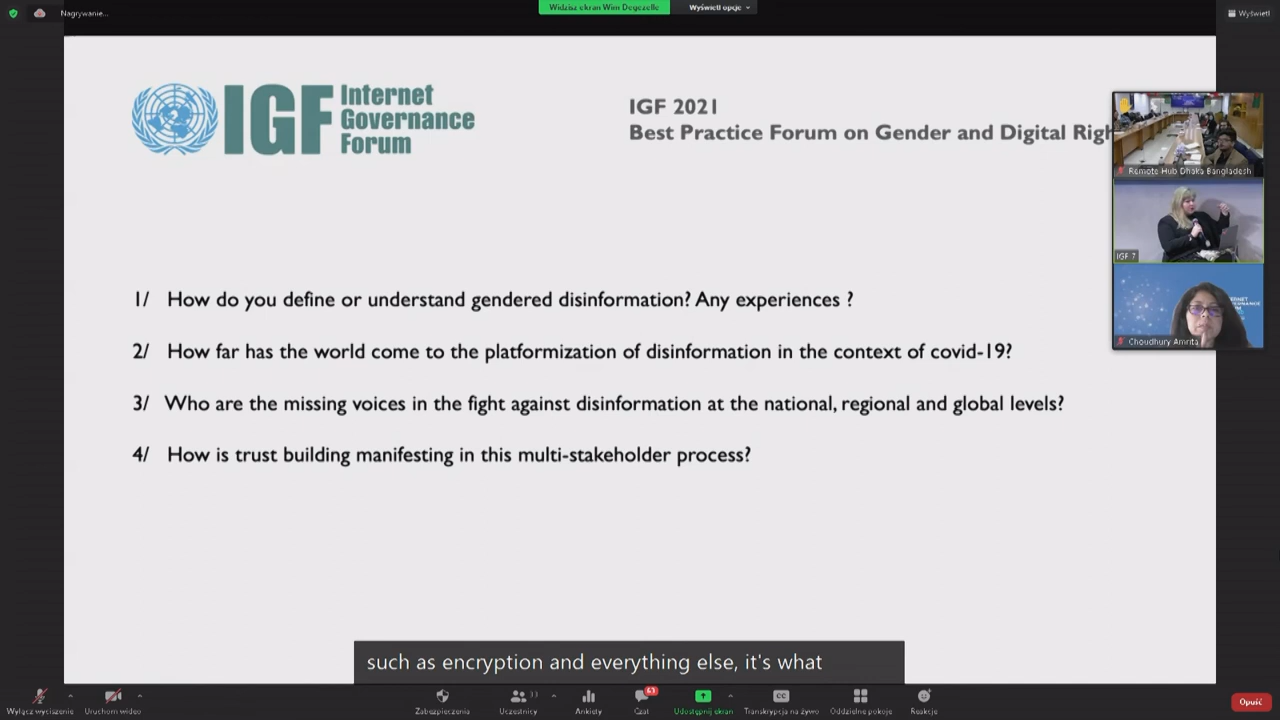 Nagrywanie...
Widzisz ekran Wim Degezelle
Wyświetl opcje
Wyświetl
IGF Internet Governance Forum
IGF 2021
Best Practice Forum on Gender and Digital Righ
Remote Hub Dhaka Bangladesh
IGF 7
Choudhury Amrita
1/ How do you define or understand gendered disinformation? Any experiences ?
2/ How far has the world come to the platformization of disinformation in the context of covid-19?
3/ Who are the missing voices in the fight against disinformation at the national, regional and global levels?
4/ How is trust building manifesting in this multi-stakeholder process?
such as encryption and everything else, it's what
Wyłącz wyciszenie
Uruchom wideo
Zabezpieczenia
Uczestnicy
33
Ankiety
Czat
63
Udostępnij ekran
CC
Transkrypcja na żywo
Oddzielne pokoje
Reakcje
Opuść